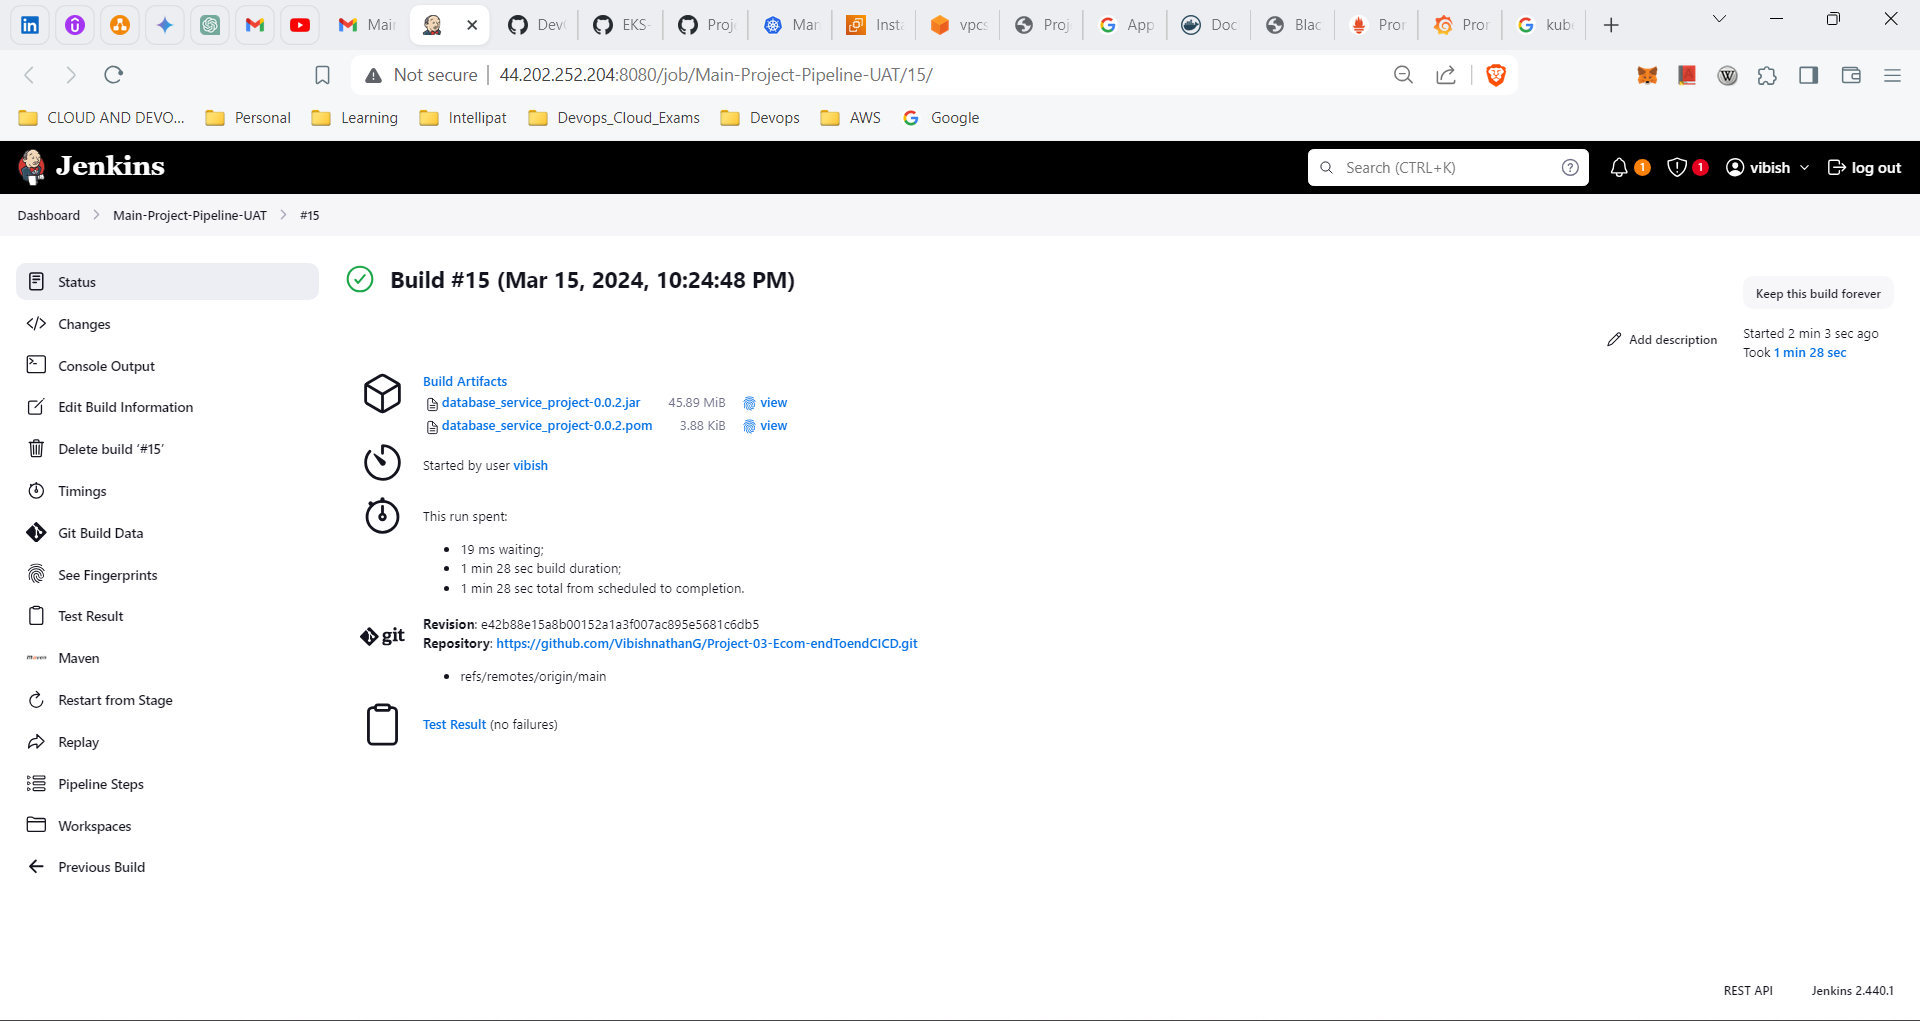 Main
Dev
EKS-
Proj
Man
Insta
vpcs
Proj
App
Doc
Blac
Pror
Pror
kube
Not secure 44.202.252.204:8080/job/Main-Project-Pipeline-UAT/15/
CLOUD AND DEVO... Personal Learning Intellipat Devops_Cloud_Exams Devops AWS Google
Jenkins Search (CTRL+K) 1 1 vibish log out
Dashboard Main-Project-Pipeline-UAT #15
Status
Changes
Console Output
Edit Build Information
Delete build ‘#15’
Timings
Git Build Data
See Fingerprints
Test Result
Maven
Restart from Stage
Replay
Pipeline Steps
Workspaces
Previous Build
Build #15 (Mar 15, 2024, 10:24:48 PM)
Keep this build forever
Add description
Started 2 min 3 sec ago
Took 1 min 28 sec
Build Artifacts
database_service_project-0.0.2.jar 45.89 MiB view
database_service_project-0.0.2.pom 3.88 KiB view
Started by user vibish
This run spent:
19 ms waiting;
1 min 28 sec build duration;
1 min 28 sec total from scheduled to completion.
git
Revision: e42b88e15a8b00152a1a3f007ac895e5681c6db5
Repository: https://github.com/VibishnathanG/Project-03-Ecom-endToendCICD.git
refs/remotes/origin/main
Test Result (no failures)
REST API Jenkins 2.440.1